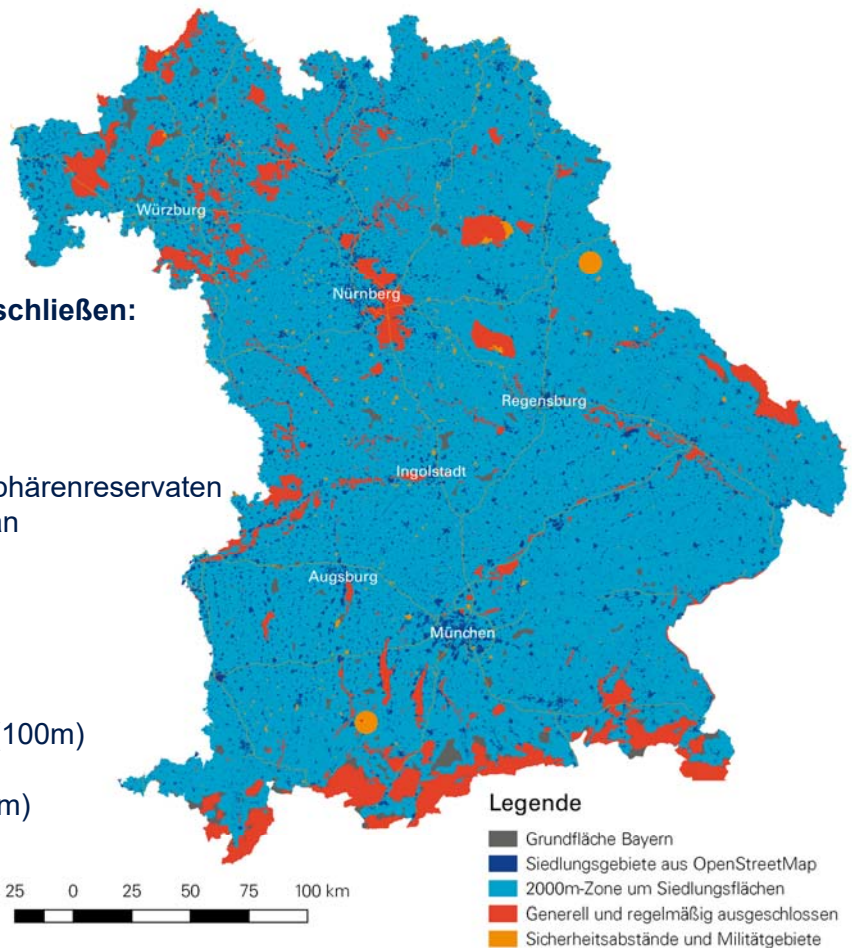 Würzburg
Nürnberg
schließen:
Regensburg
Ingolstadt
phärenreservaten
an
Augsburg
München
100m)
m)
Legende
Grundfläche Bayern
Siedlungsgebiete aus OpenStreetMap
2000m-Zone um Siedlungsflächen
Generell und regelmäßig ausgeschlossen
Sicherheitsabstände und Militätgebiete
25 0 25 50 75 100 km